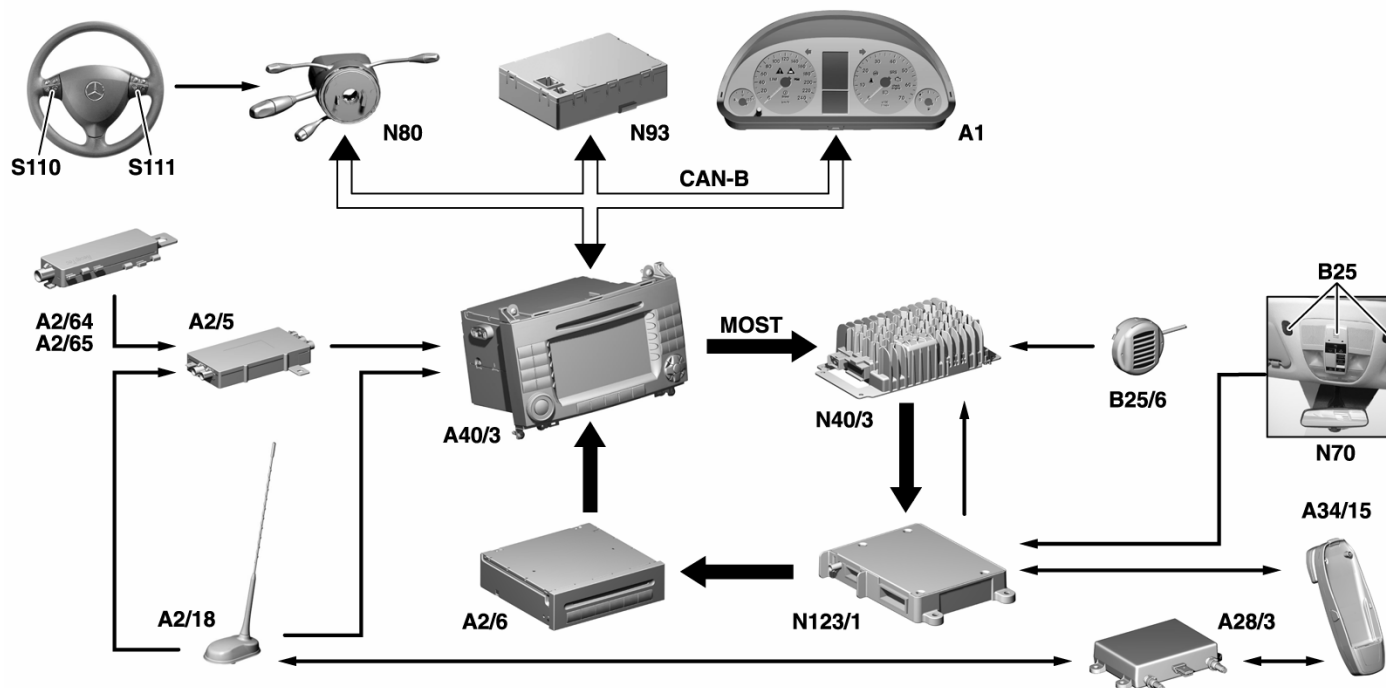 S110
S111
N80
N93
A1
CAN-B
A2/64
A2/65
A2/5
A40/3
MOST
N40/3
B25/6
B25
N70
A34/15
A2/18
A2/6
N123/1
A28/3